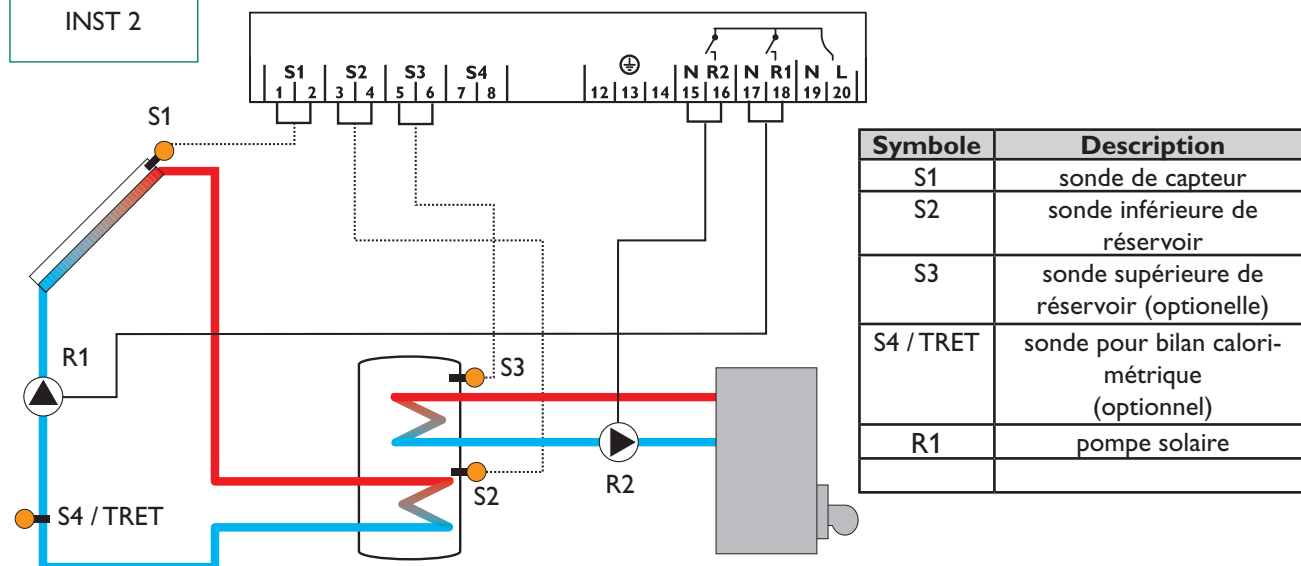 INST 2
S1 S2 S3 S4 N R2 N R1 N L
1 2 3 4 5 6 7 8 12 13 14 15 16 17 18 19 20
S1
R1
S3
S2
R2
S4 / TRET
Symbole Description
S1 sonde de capteur
S2 sonde inférieure de
réservoir
S3 sonde supérieure de
réservoir (optionelle)
S4 / TRET sonde pour bilan calori-
métrique
(optionnel)
R1 pompe solaire